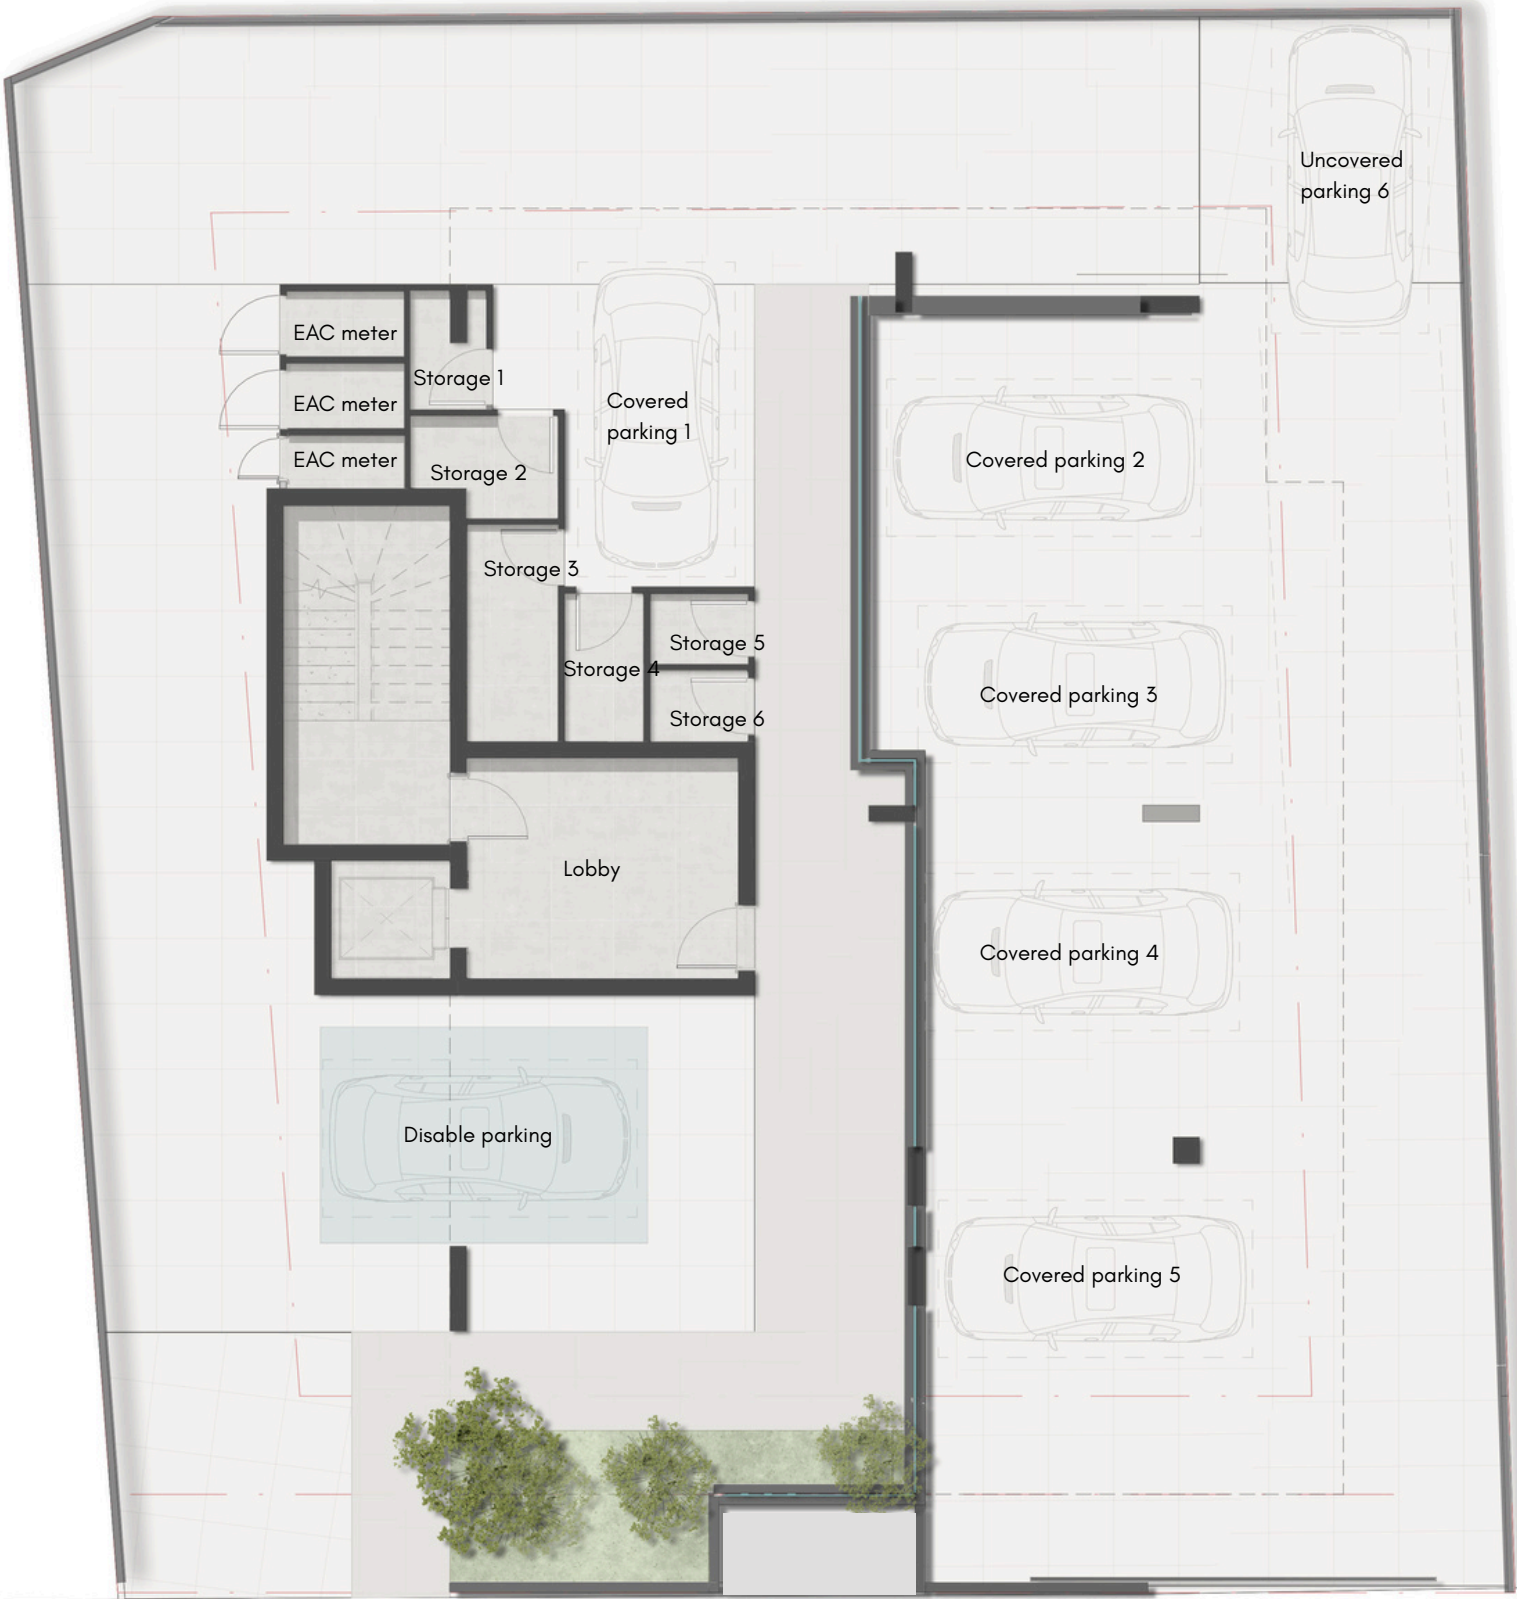 Uncovered
parking 6
EAC meter
Storage 1
Covered
parking 1
EAC meter
EAC meter
Storage 2
Covered parking 2
Storage 3
Storage 5
Storage 4
Covered parking 3
Storage 6
Lobby
Covered parking 4
Disable parking
Covered parking 5